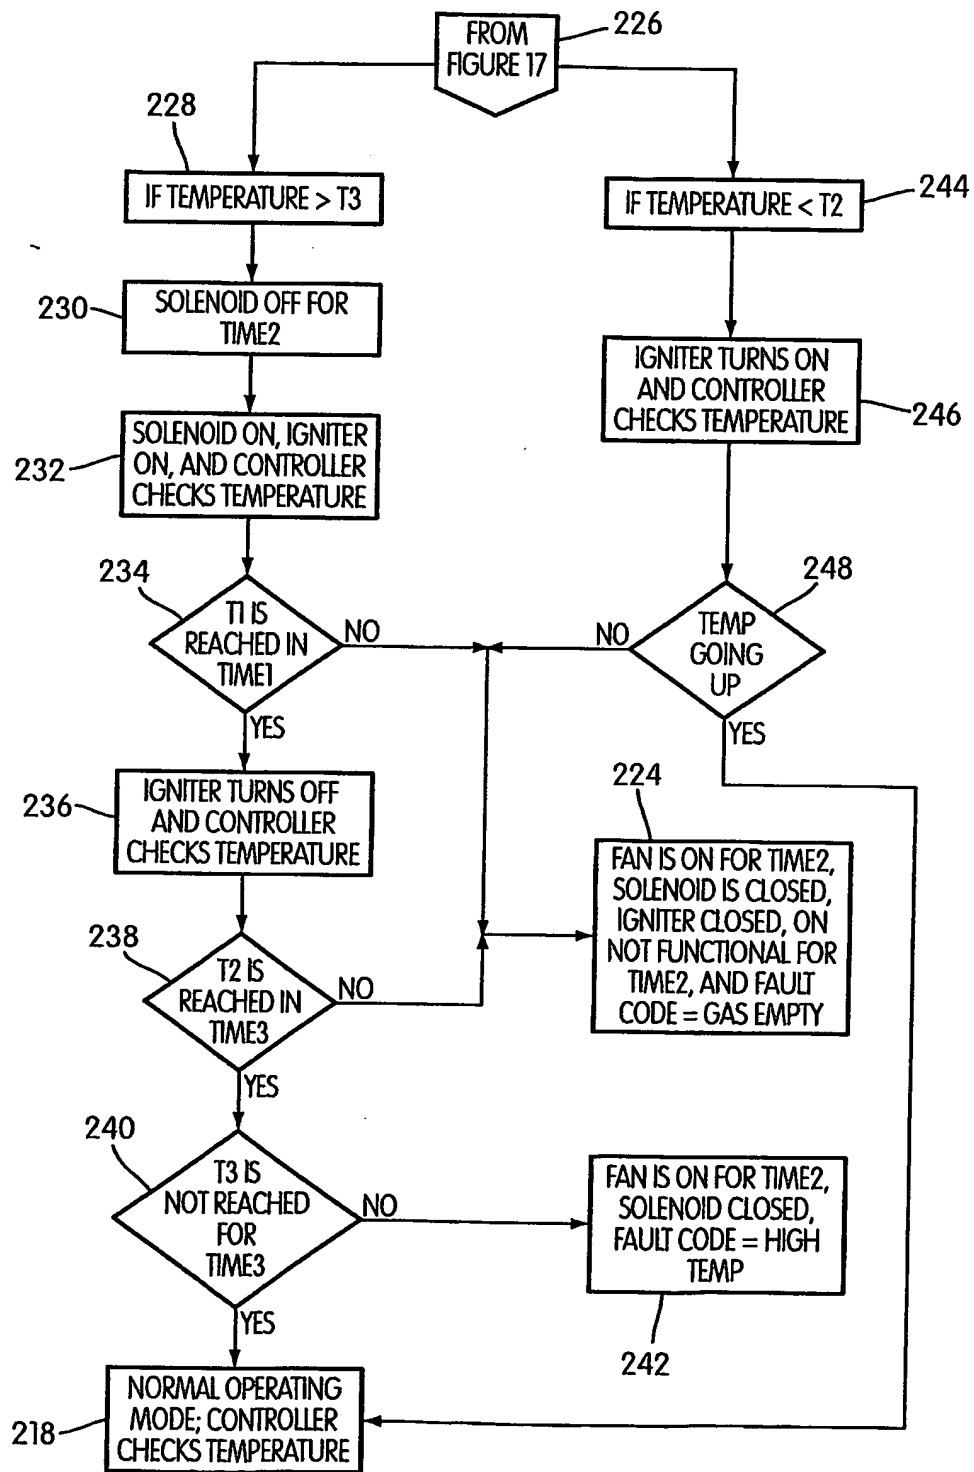 FROM
FIGURE 17
226
228
IF TEMPERATURE > T3
244
IF TEMPERATURE < T2
230
SOLENOID OFF FOR
TIME2
IGNITER TURNS ON
AND CONTROLLER
CHECKS TEMPERATURE
246
232
SOLENOID ON, IGNITER
ON, AND CONTROLLER
CHECKS TEMPERATURE
234
T1 IS
REACHED IN
TIME1
NO
YES
248
TEMP
GOING
UP
NO
YES
236
IGNITER TURNS OFF
AND CONTROLLER
CHECKS TEMPERATURE
224
FAN IS ON FOR TIME2,
SOLENOID IS CLOSED,
IGNITER CLOSED, ON
NOT FUNCTIONAL FOR
TIME2, AND FAULT
CODE = GAS EMPTY
238
T2 IS
REACHED IN
TIME3
NO
YES
240
T3 IS
NOT REACHED
FOR
TIME3
NO
YES
FAN IS ON FOR TIME2,
SOLENOID CLOSED,
FAULT CODE = HIGH
TEMP
242
218
NORMAL OPERATING
MODE; CONTROLLER
CHECKS TEMPERATURE